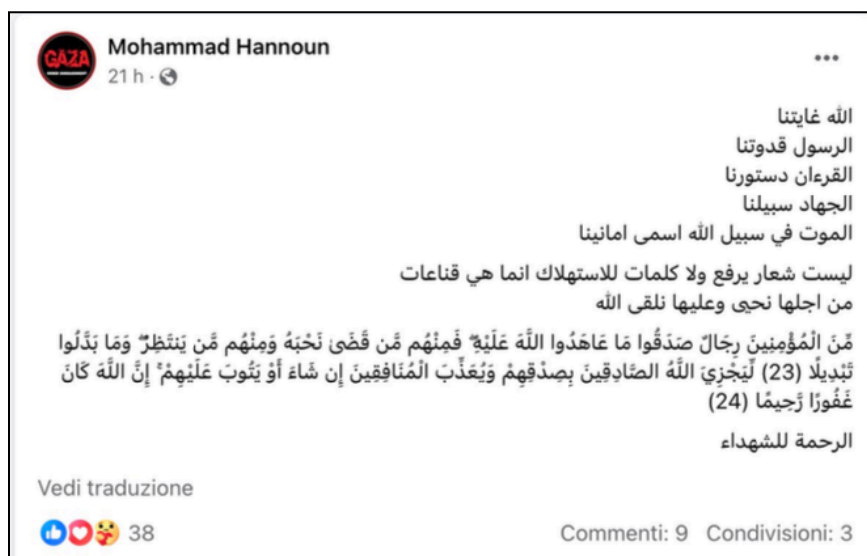 GAZA
Mohammad Hannoun
21 h ·
الله غايتنا
الرسول قدوتنا
القرءان دستورنا
الجهاد سبيلنا
الموت في سبيل الله اسمى امانينا
ليست شعار يرفع ولا كلمات للاستهلاك انما هي قناعات
من اجلها نحيى وعليها نلقى الله
مِّنَ الْمُؤْمِنِينَ رِجَالٌ صَدَقُوا مَا عَاهَدُوا اللَّهَ عَلَيْهِ ۖ فَمِنْهُم مَّن قَضَىٰ نَحْبَهُ وَمِنْهُم مَّن يَنتَظِرُ ۖ وَمَا بَدَّلُوا
تَبْدِيلًا (23) لِّيَجْزِيَ اللَّهُ الصَّادِقِينَ بِصِدْقِهِمْ وَيُعَذِّبَ الْمُنَافِقِينَ إِن شَاءَ أَوْ يَتُوبَ عَلَيْهِمْ ۚ إِنَّ اللَّهَ كَانَ
غَفُورًا رَّحِيمًا (24)
الرحمة للشهداء
Vedi traduzione
38
Commenti: 9 Condivisioni: 3